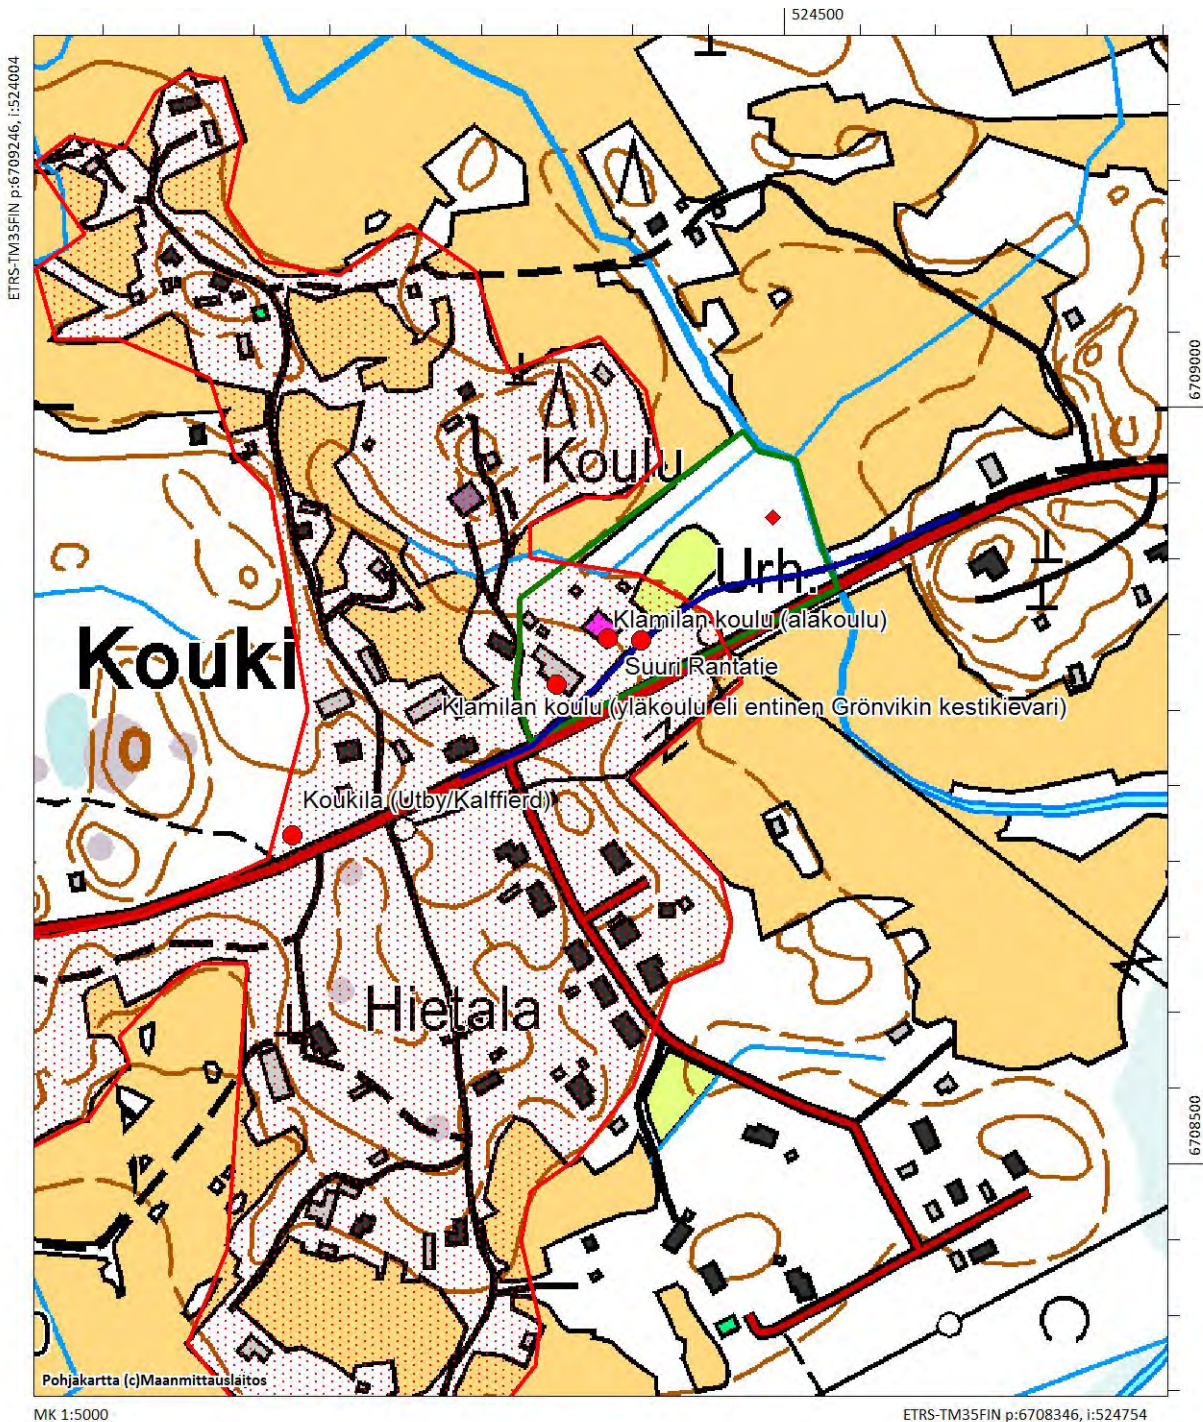 524500
ETRS-TM35FIN p:6709246, i:524004
6709000
Koulu
Urh.
Klamilan koulu (alakoulu)
Kouki
Suuri Rantatie
Klamilan koulu (yläkoulu eli entinen Grönvikin kestikievari)
Koukila (Utby/Kalffierd)
Hietala
6708500
Pohjakartta (c)Maanmittauslaitos
MK 1:5000
ETRS-TM35FIN p:6708346, i:524754